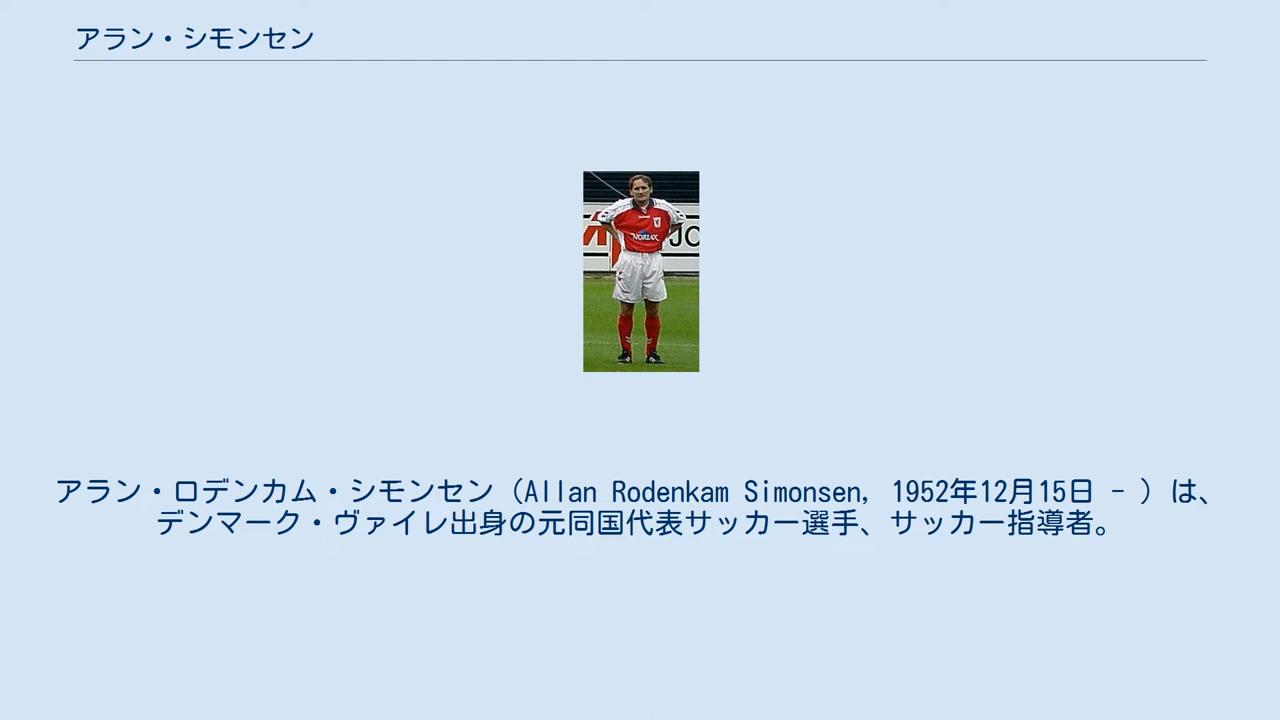 アラン・シモンセン
NORLAX
JC
アラン・ロデンカム・シモンセン（Allan Rodenkam Simonsen, 1952年12月15日 - ）は、
デンマーク・ヴァイレ出身の元同国代表サッカー選手、サッカー指導者。